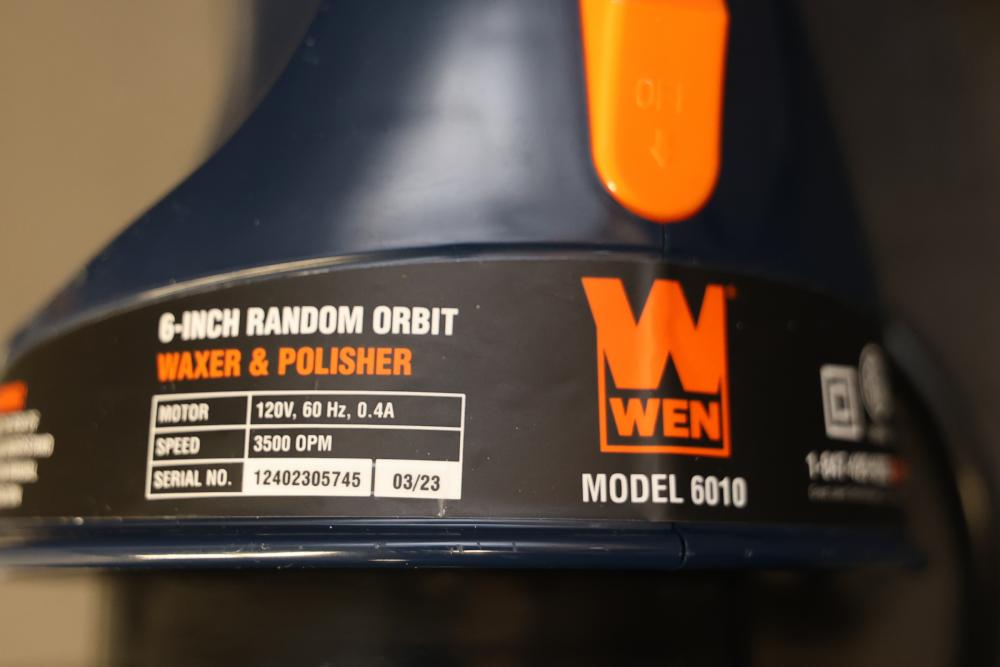 OFF
6-INCH RANDOM ORBIT
WAXER & POLISHER
MOTOR 120V, 60 Hz, 0.4A
SPEED 3500 OPM
SERIAL NO. 12402305745 03/23
WEN
MODEL 6010